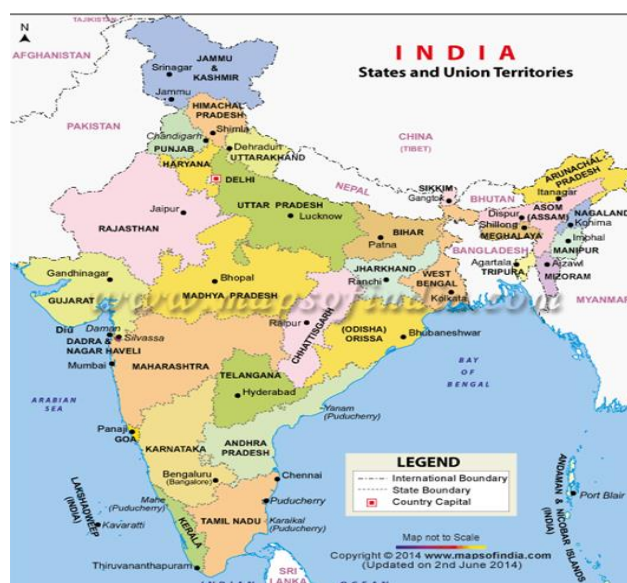 TAJIKISTAN
N
AFGHANISTAN
INDIA
States and Union Territories
JAMMU
&
KASHMIR
Srinagar
Jammu
HIMACHAL
PRADESH
Shimla
PAKISTAN
Chandigarh
PUNJAB
Dehradun
UTTARAKHAND
HARYANA
DELHI
CHINA
(TIBET)
NEPAL
ARUNACHAL
PRADESH
SIKKIM
Gangtok
BHUTAN
Itanagar
UTTAR PRADESH
Lucknow
Jaipur
RAJASTHAN
Dispur
ASOM
(ASSAM)
NAGALAND
Kohima
Shillong
MEGHALAYA
BIHAR
Patna
Imphal
MANIPUR
BANGLADESH
Agartala
Azawl
TRIPURA
MIZORAM
JHARKHAND
Ranchi
WEST
BENGAL
Kolkata
Gandhinagar
GUJARAT
Bhopal
MADHYA PRADESH
www.mapsofindia.com
MYANMAR
Diu
Daman
Silvassa
DADRA &
NAGAR HAVELI
Raipur
CHHATTISGARH
(ODISHA)
ORISSA
Bhubaneshwar
Mumbai
MAHARASHTRA
TELANGANA
Hyderabad
BAY
OF
BENGAL
ARABIAN
SEA
Yanam
(Puducherry)
Panaji
GOA
KARNATAKA
ANDHRA
PRADESH
Bengaluru
(Bangalore)
Chennai
LEGEND
International Boundary
State Boundary
Country Capital
Mahe
(Puducherry)
Puducherry
LAKSHADWEEP
(INDIA)
Kavaratti
KERALA
TAMIL NADU
Karaikal
(Puducherry)
ANDAMAN & NICOBAR ISLANDS
(INDIA)
Port Blair
Map not to Scale
Copyright © 2014 www.mapsofindia.com
(Updated on 2nd June 2014)
Thiruvananthapuram
SRI
LANKA
INDIAN OCEAN